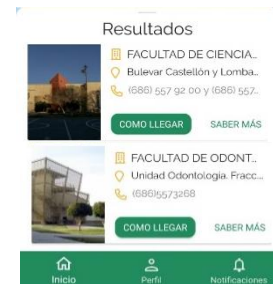 Resultados
FACULTAD DE CIENCIA...
Bulevar Castellón y Lomba...
(686) 557 92 00 y (686) 557...
COMO LLEGAR SABER MÁS
FACULTAD DE ODONT...
Unidad Odontologia. Fracc...
(686)5573268
COMO LLEGAR SABER MÁS
Inicio Perfil Notificaciones